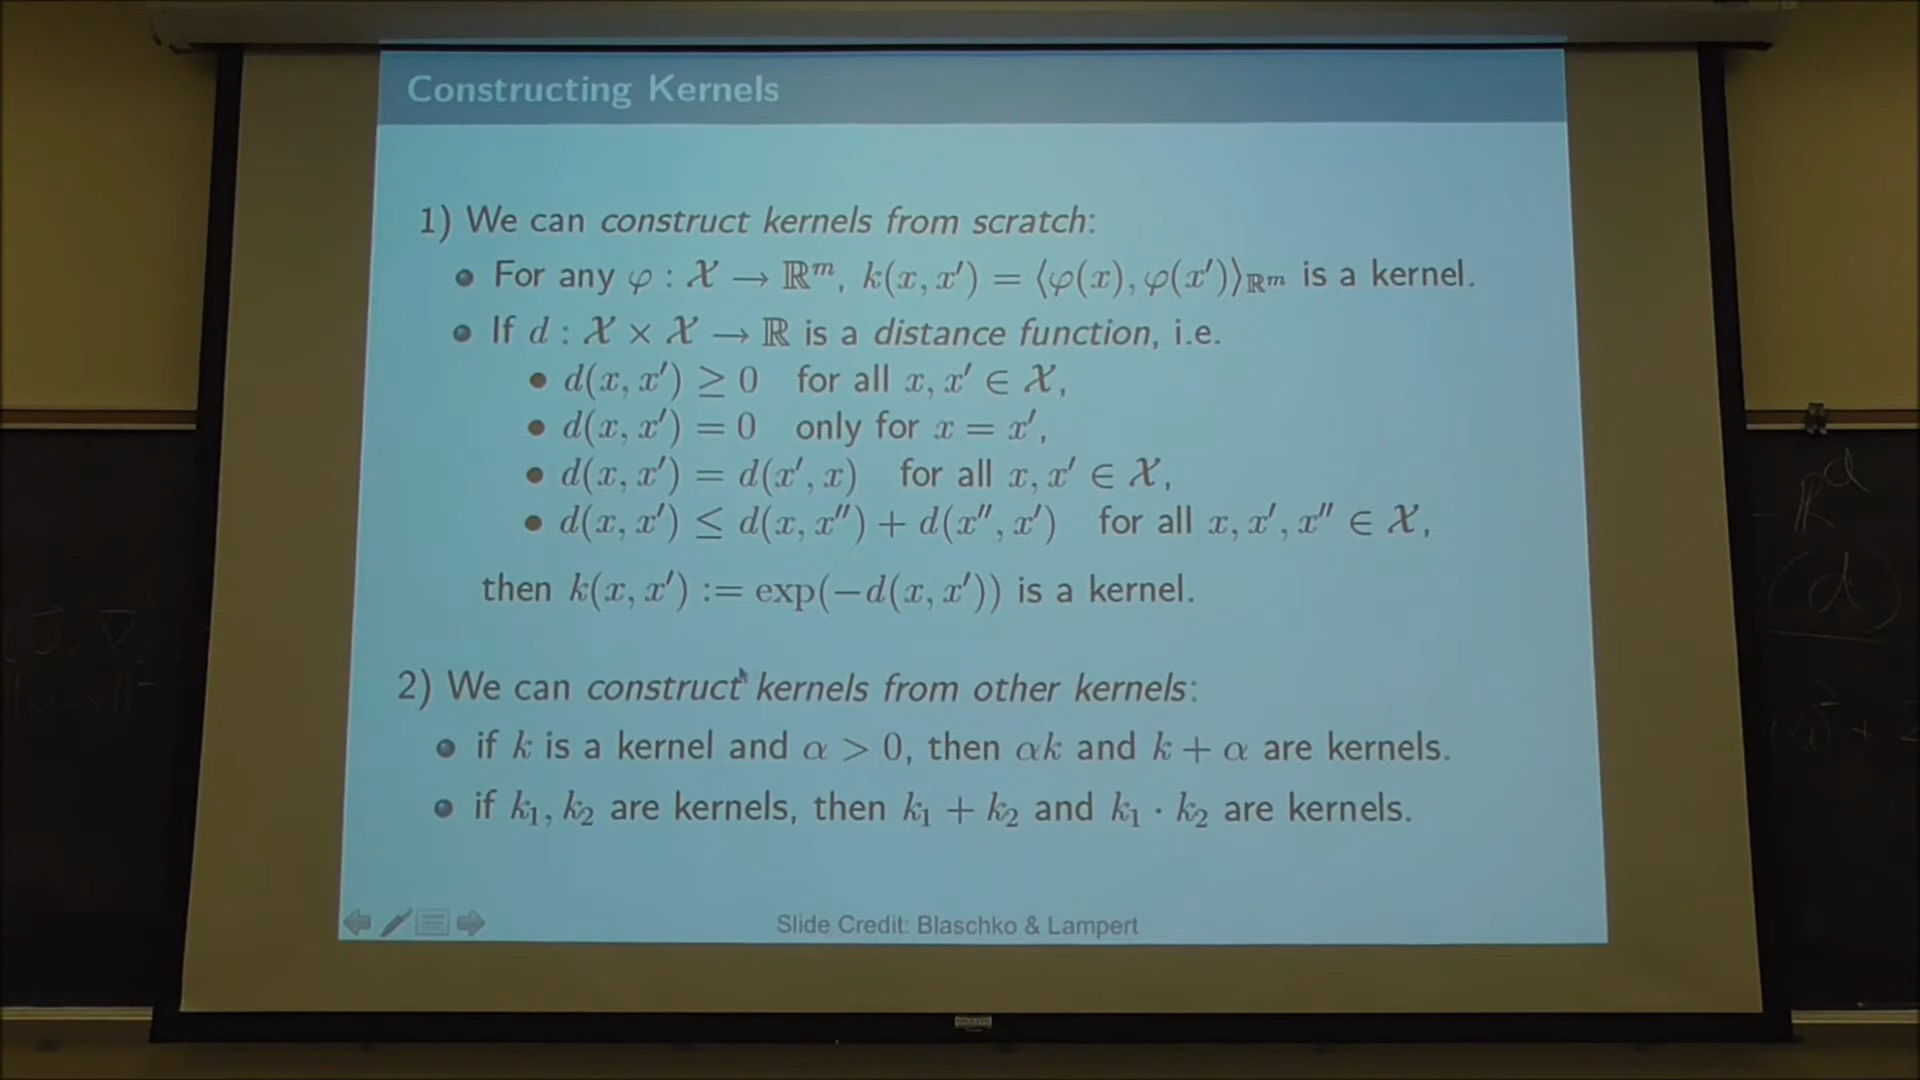 Constructing Kernels
1) We can construct kernels from scratch:
• For any φ : 𝒳 → ℝᵐ, k(x, x′) = ⟨φ(x), φ(x′)⟩ℝᵐ is a kernel.
• If d : 𝒳 × 𝒳 → ℝ is a distance function, i.e.
• d(x, x′) ≥ 0 for all x, x′ ∈ 𝒳,
• d(x, x′) = 0 only for x = x′,
• d(x, x′) = d(x′, x) for all x, x′ ∈ 𝒳,
• d(x, x′) ≤ d(x, x″) + d(x″, x′) for all x, x′, x″ ∈ 𝒳,
then k(x, x′) := exp(−d(x, x′)) is a kernel.
2) We can construct kernels from other kernels:
• if k is a kernel and α > 0, then αk and k + α are kernels.
• if k₁, k₂ are kernels, then k₁ + k₂ and k₁ · k₂ are kernels.
Slide Credit: Blaschko & Lampert
ℝᵈ
(d)